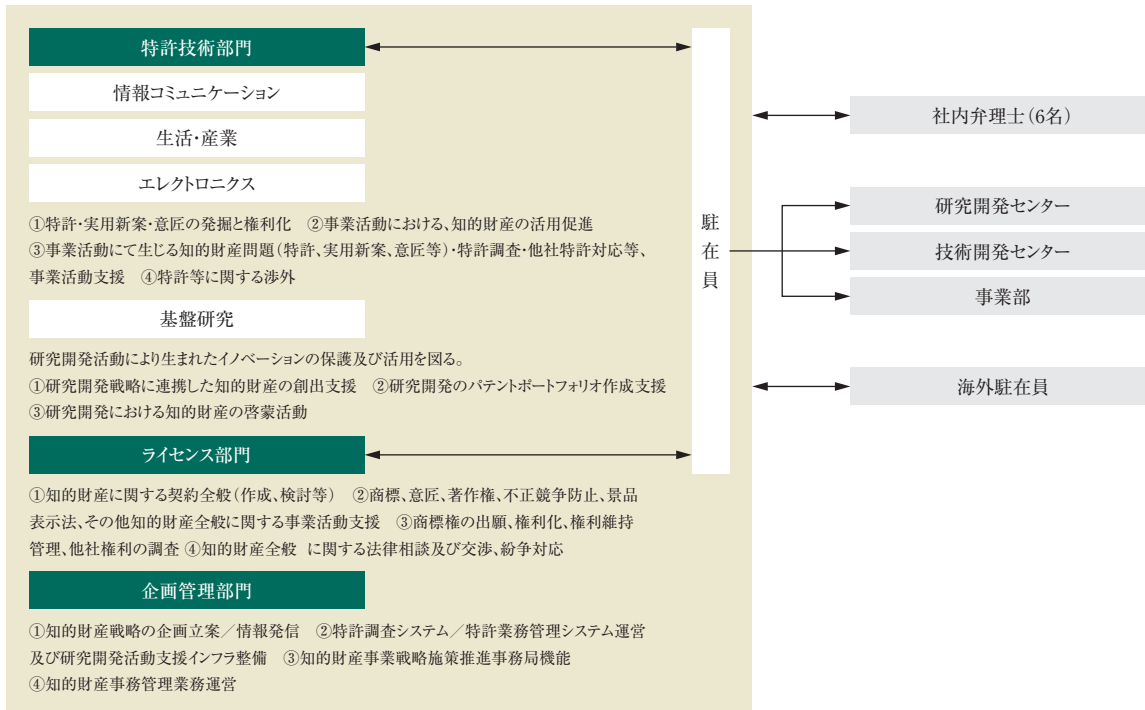 特許技術部門
情報コミュニケーション
生活・産業
エレクトロニクス
①特許・実用新案・意匠の発掘と権利化　②事業活動における、知的財産の活用促進
③事業活動にて生じる知的財産問題（特許、実用新案、意匠等）・特許調査・他社特許対応等、
事業活動支援　④特許等に関する渉外
基盤研究
研究開発活動により生まれたイノベーションの保護及び活用を図る。
①研究開発戦略に連携した知的財産の創出支援　②研究開発のパテントポートフォリオ作成支援
③研究開発における知的財産の啓蒙活動
ライセンス部門
①知的財産に関する契約全般（作成、検討等）　②商標、意匠、著作権、不正競争防止、景品
表示法、その他知的財産全般に関する事業活動支援　③商標権の出願、権利化、権利維持
管理、他社権利の調査 ④知的財産全般 に関する法律相談及び交渉、紛争対応
企画管理部門
①知的財産戦略の企画立案／情報発信　②特許調査システム／特許業務管理システム運営
及び研究開発活動支援インフラ整備　③知的財産事業戦略施策推進事務局機能
④知的財産事務管理業務運営
駐在員
社内弁理士（6名）
研究開発センター
技術開発センター
事業部
海外駐在員